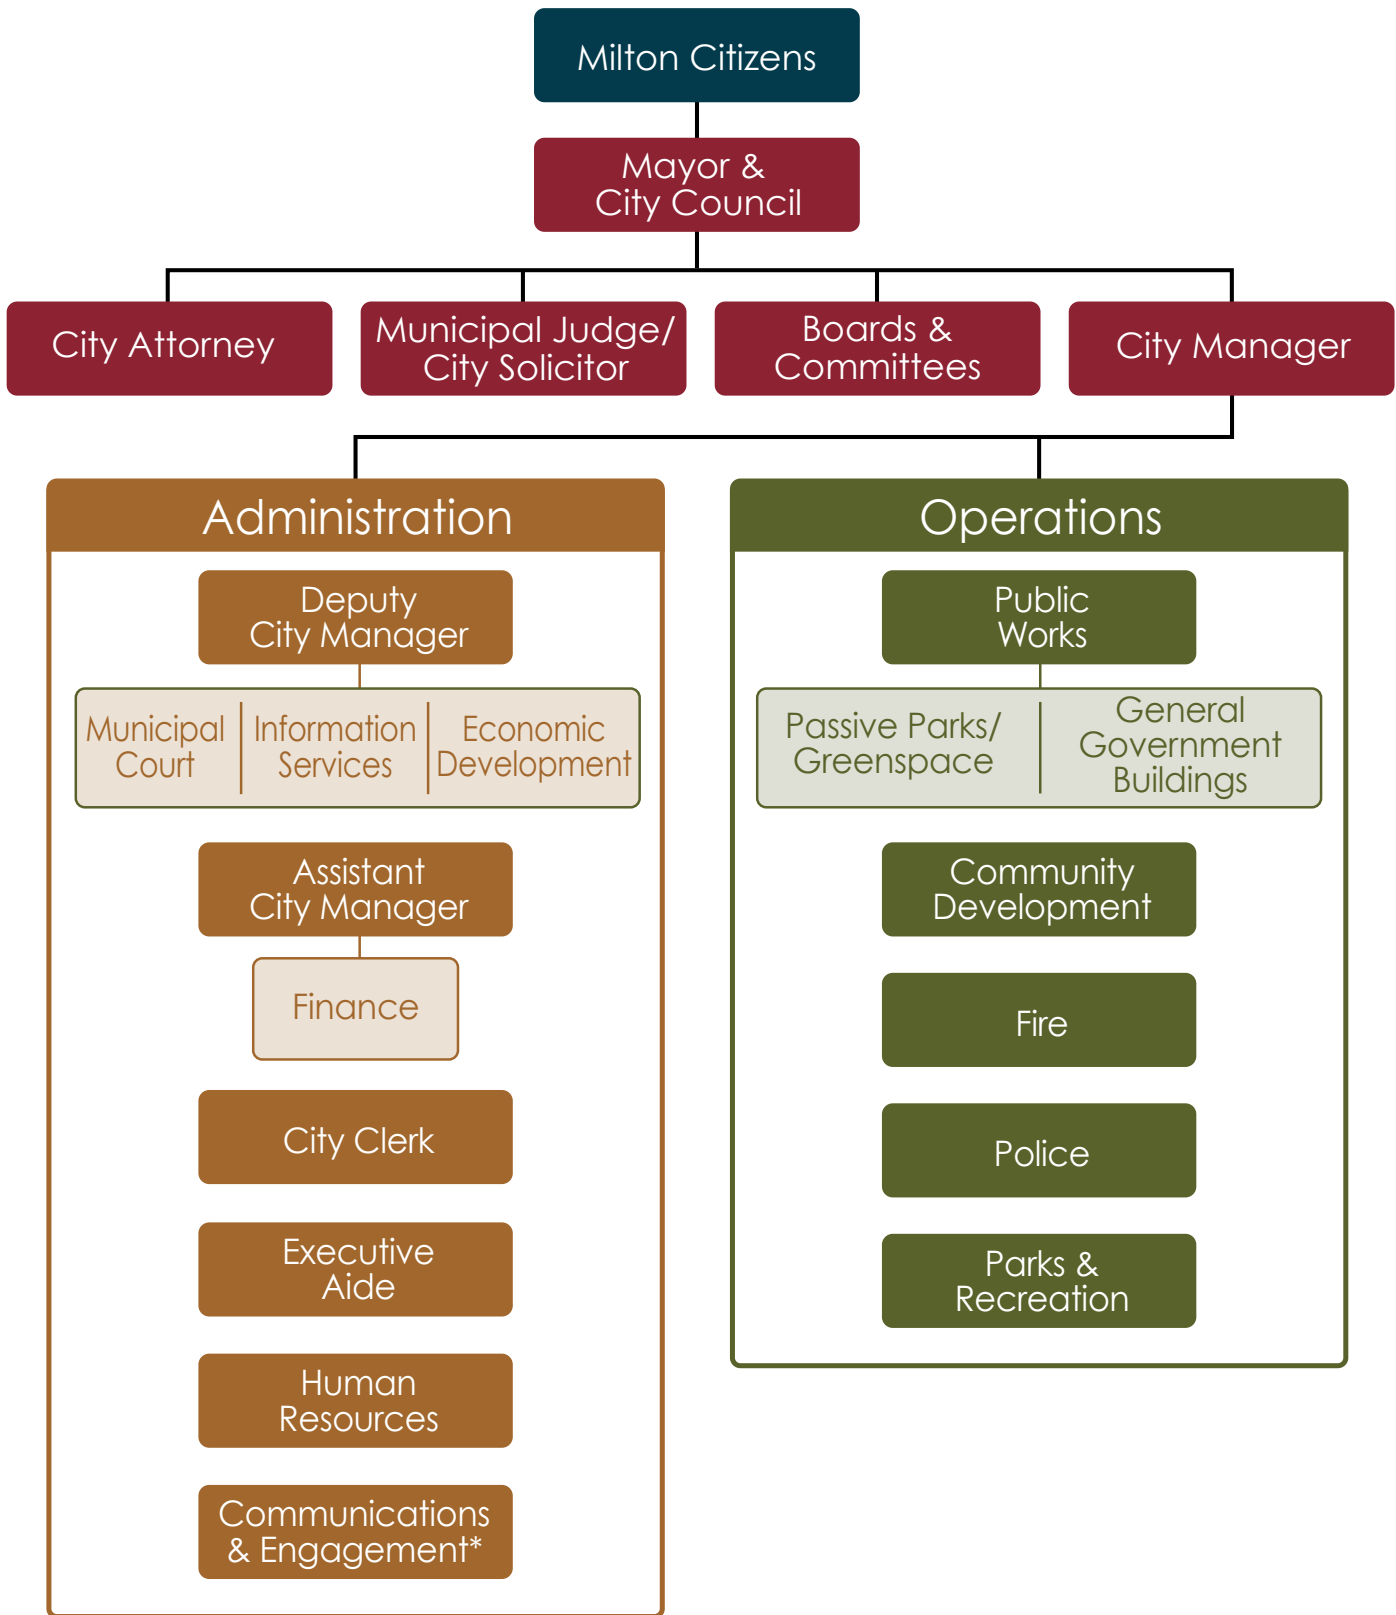 Milton Citizens
Mayor &
City Council
City Attorney
Municipal Judge/
City Solicitor
Boards &
Committees
City Manager
Administration
Deputy
City Manager
Municipal
Court
Information
Services
Economic
Development
Assistant
City Manager
Finance
City Clerk
Executive
Aide
Human
Resources
Communications
& Engagement*
Operations
Public
Works
Passive Parks/
Greenspace
General
Government
Buildings
Community
Development
Fire
Police
Parks &
Recreation